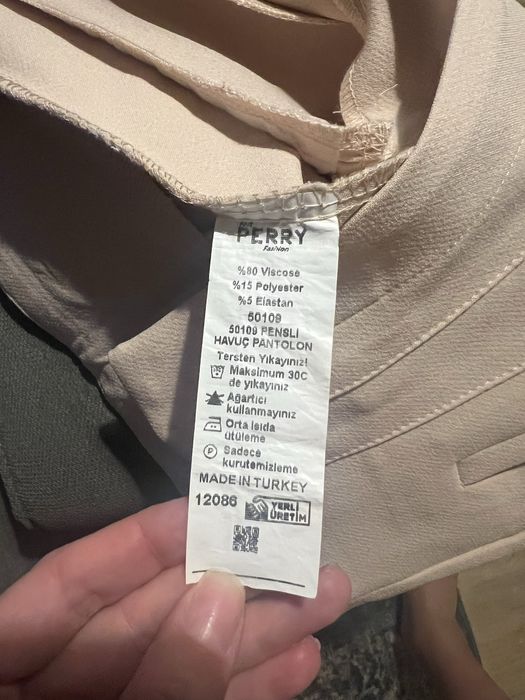 PERRY
Fashion
%80 Viscose
%15 Polyester
%5 Elastan
50109
50109 PENSLİ
HAVUÇ PANTOLON
Tersten Yıkayınız!
Maksimum 30C
de yıkayınız
Ağartıcı
kullanmayınız
Orta ısıda
ütüleme
P Sadece
kurutemizleme
MADE IN TURKEY
12086 YERLİ
ÜRETİM